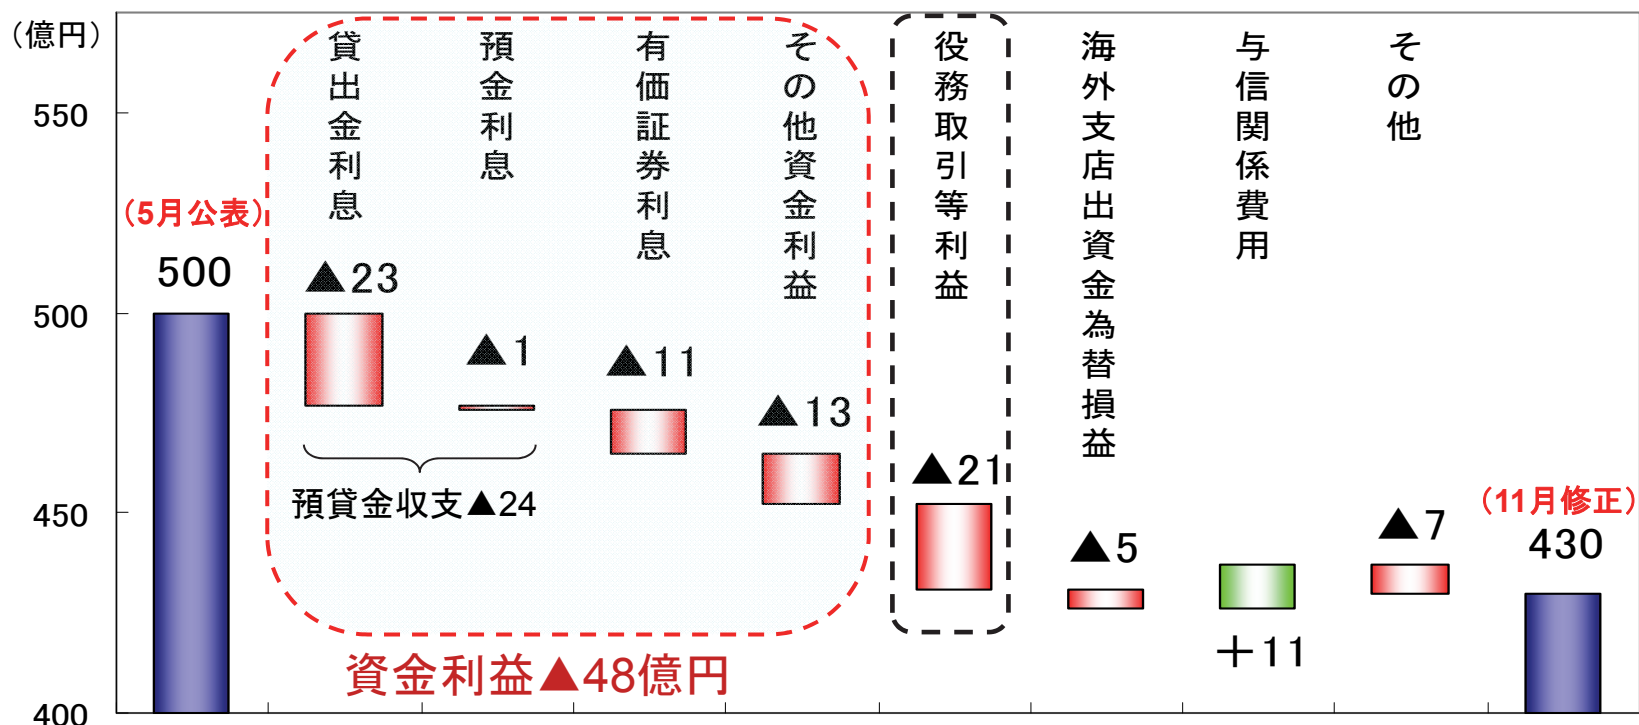 （億円）
550
500
450
400
（5月公表）
500
貸出金利息
▲23
預金利息
▲1
預貸金収支▲24
有価証券利息
▲11
その他資金利益
▲13
資金利益▲48億円
役務取引等利益
▲21
海外支店出資金為替損益
▲5
与信関係費用
＋11
その他
▲7
（11月修正）
430